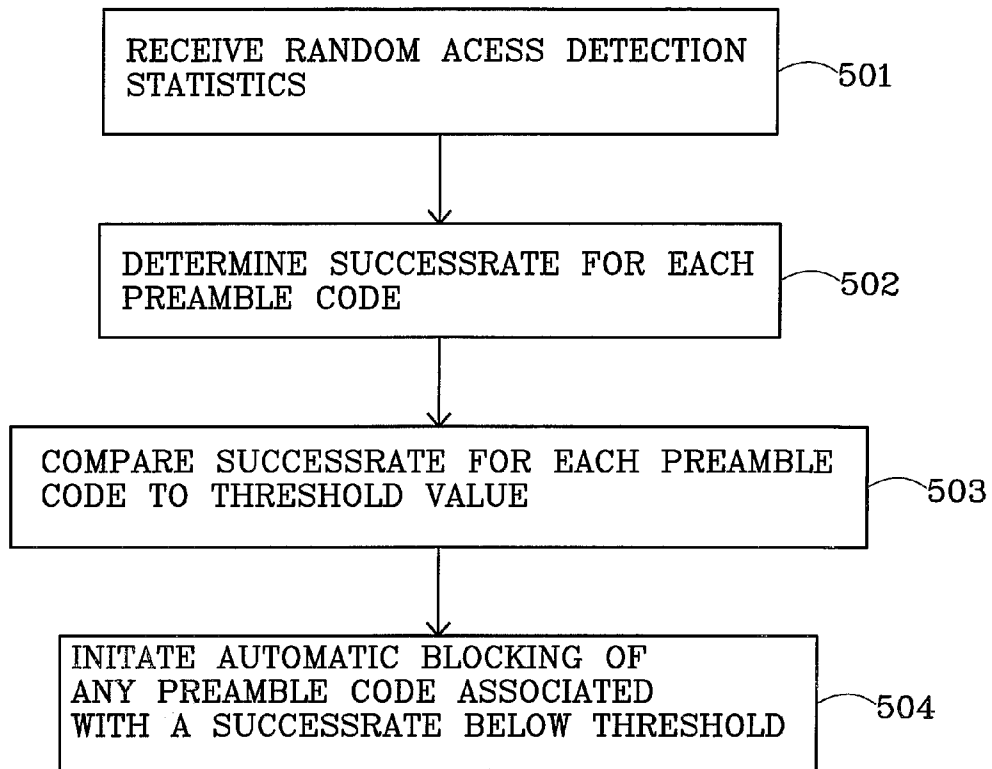 RECEIVE RANDOM ACESS DETECTION
STATISTICS
501
DETERMINE SUCCESSRATE FOR EACH
PREAMBLE CODE
502
COMPARE SUCCESSRATE FOR EACH PREAMBLE
CODE TO THRESHOLD VALUE
503
INITATE AUTOMATIC BLOCKING OF
ANY PREAMBLE CODE ASSOCIATED
WITH A SUCCESSRATE BELOW THRESHOLD
504